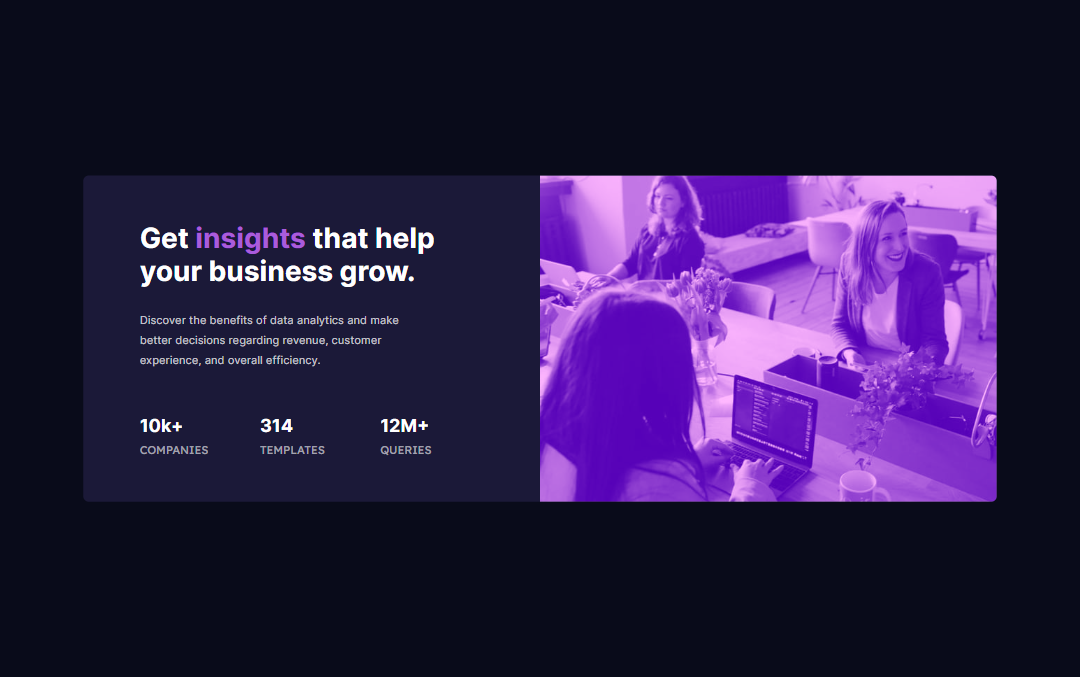 Get insights that help
your business grow.
Discover the benefits of data analytics and make
better decisions regarding revenue, customer
experience, and overall efficiency.
10k+ 314 12M+
COMPANIES TEMPLATES QUERIES